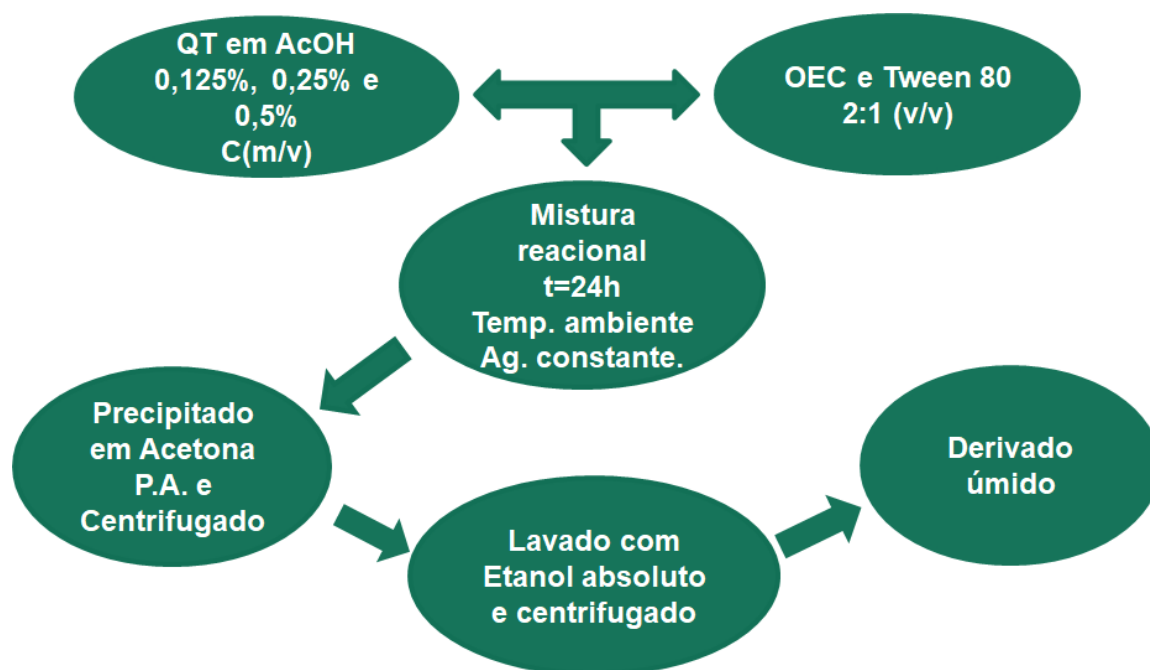 QT em AcOH
0,125%, 0,25% e
0,5%
C(m/v)
OEC e Tween 80
2:1 (v/v)
Mistura
reacional
t=24h
Temp. ambiente
Ag. constante.
Precipitado
em Acetona
P.A. e
Centrifugado
Lavado com
Etanol absoluto
e centrifugado
Derivado
úmido